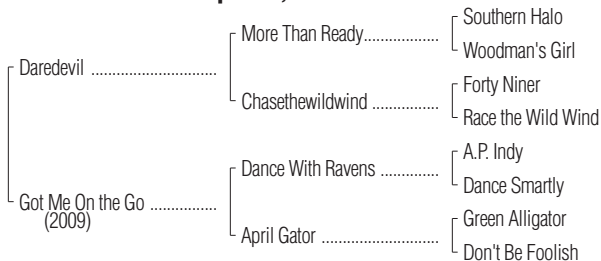 Southern Halo
More Than Ready..................
Woodman's Girl
Daredevil ..............................
Forty Niner
Chasethewildwind ................
Race the Wild Wind
A.P. Indy
Dance With Ravens ..............
Dance Smartly
Got Me On the Go ................
(2009)
Green Alligator
April Gator ............................
Don't Be Foolish